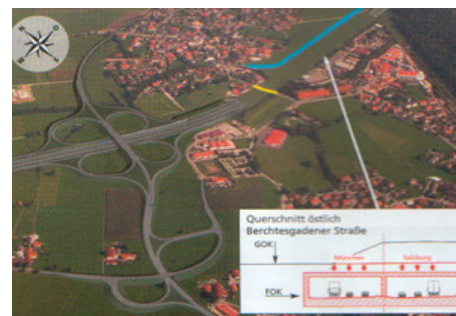 Querschnitt östlich
Berchtesgadener Straße
GOK
München
Salzburg
FOK